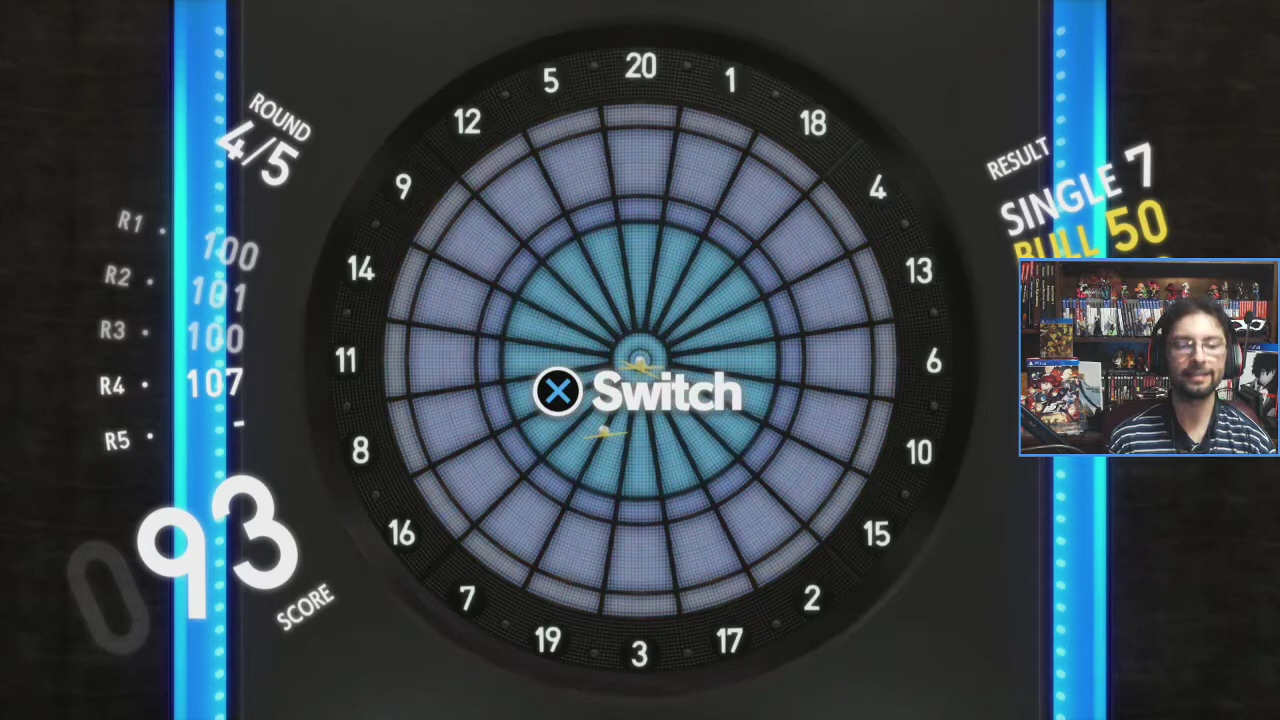 ROUND
4/5
R1 100
R2 101
R3 100
R4 107
R5 -
093
SCORE
20
1
18
4
13
6
10
15
2
17
3
19
7
16
8
11
14
9
12
5
Switch
RESULT
SINGLE 7
BULL 50